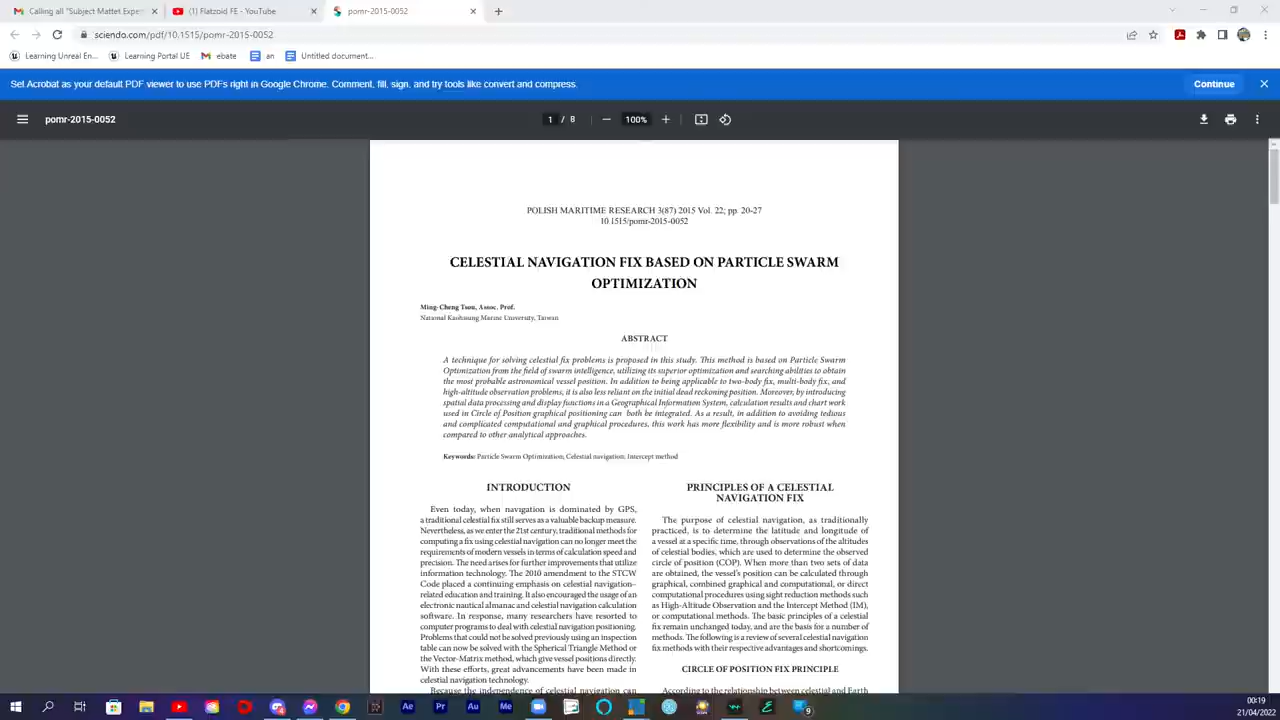 Calling all "Subject Matter Expe
(1) Flatzoid FE - YouTube
pomr-2015-0052
sciendo.com/pdf/10.1515/pomr-2015-0052
Learning Unreal En...
Learning Portal UE
ebate
an
Untitled document...
Set Acrobat as your default PDF viewer to use PDFs right in Google Chrome. Comment, fill, sign, and try tools like convert and compress.
Continue
pomr-2015-0052
1 / 8
100%
POLISH MARITIME RESEARCH 3(87) 2015 Vol. 22; pp. 20-27
10.1515/pomr-2015-0052
CELESTIAL NAVIGATION FIX BASED ON PARTICLE SWARM
OPTIMIZATION
Ming-Cheng Tsou, Assoc. Prof.
National Kaohsiung Marine University, Taiwan
ABSTRACT
A technique for solving celestial fix problems is proposed in this study. This method is based on Particle Swarm
Optimization from the field of swarm intelligence, utilizing its superior optimization and searching abilities to obtain
the most probable astronomical vessel position. In addition to being applicable to two-body fix, multi-body fix, and
high-altitude observation problems, it is also less reliant on the initial dead reckoning position. Moreover, by introducing
spatial data processing and display functions in a Geographical Information System, calculation results and chart work
used in Circle of Position graphical positioning can both be integrated. As a result, in addition to avoiding tedious
and complicated computational and graphical procedures, this work has more flexibility and is more robust when
compared to other analytical approaches.
Keywords: Particle Swarm Optimization; Celestial navigation; Intercept method
INTRODUCTION
Even today, when navigation is dominated by GPS,
a traditional celestial fix still serves as a valuable backup measure.
Nevertheless, as we enter the 21st century, traditional methods for
computing a fix using celestial navigation can no longer meet the
requirements of modern vessels in terms of calculation speed and
precision. The need arises for further improvements that utilize
information technology. The 2010 amendment to the STCW
Code placed a continuing emphasis on celestial navigation–
related education and training. It also encouraged the usage of an
electronic nautical almanac and celestial navigation calculation
software. In response, many researchers have resorted to
computer programs to deal with celestial navigation positioning.
Problems that could not be solved previously using an inspection
table can now be solved with the Spherical Triangle Method or
the Vector-Matrix method, which give vessel positions directly.
With these efforts, great advancements have been made in
celestial navigation technology.
Because the independence of celestial navigation can
PRINCIPLES OF A CELESTIAL
NAVIGATION FIX
The purpose of celestial navigation, as traditionally
practiced, is to determine the latitude and longitude of
a vessel at a specific time, through observations of the altitudes
of celestial bodies, which are used to determine the observed
circle of position (COP). When more than two sets of data
are obtained, the vessel's position can be calculated through
graphical, combined graphical and computational, or direct
computational procedures using sight reduction methods such
as High-Altitude Observation and the Intercept Method (IM),
or computational methods. The basic principles of a celestial
fix remain unchanged today, and are the basis for a number of
methods. The following is a review of several celestial navigation
fix methods with their respective advantages and shortcomings.
CIRCLE OF POSITION FIX PRINCIPLE
According to the relationship between celestial and Earth
Ae
Pr
Au
Me
9
00:19
21/04/2022